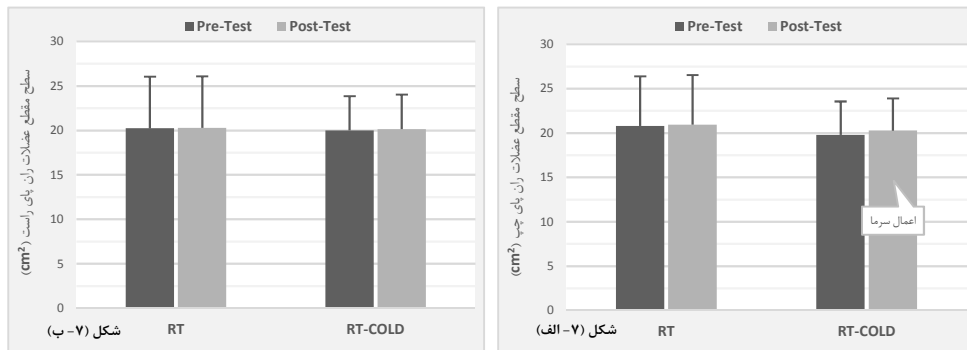 Pre-Test Post-Test
30
25
20
15
10
5
0
سطح مقطع عضلات ران پای راست (cm²)
RT
RT-COLD
شکل (۷- ب)
Pre-Test Post-Test
30
25
20
15
10
5
0
سطح مقطع عضلات ران پای چپ (cm²)
اعمال سرما
RT
RT-COLD
شکل (۷- الف)